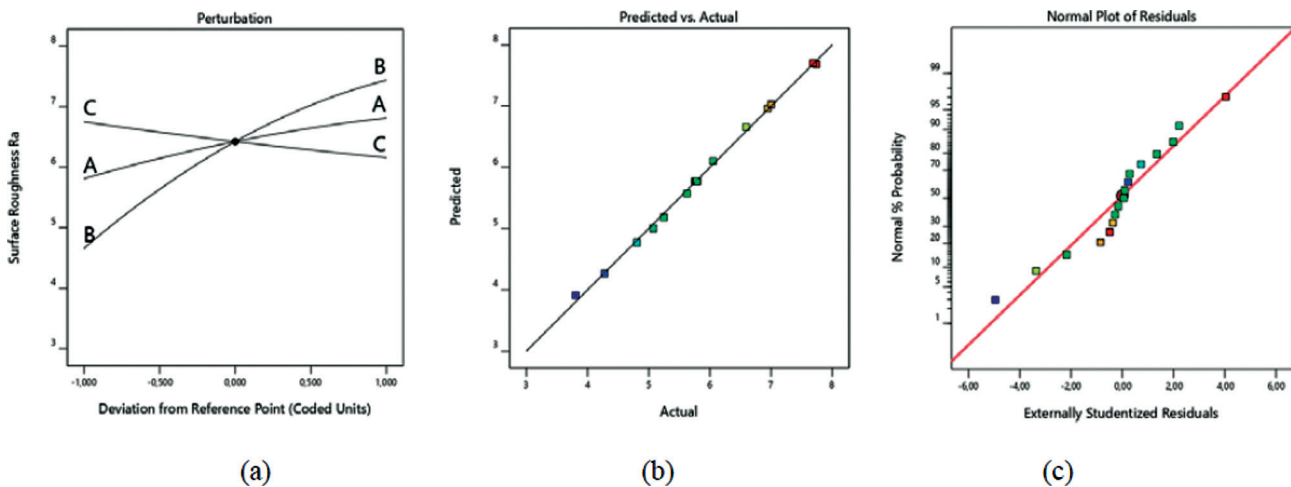 Perturbation
8
7
6
5
4
3
Surface Roughness Ra
C
A
B
B
A
C
-1,000
-0,500
0,000
0,500
1,000
Deviation from Reference Point (Coded Units)
(a)
Predicted vs. Actual
8
7
6
5
4
3
Predicted
3
4
5
6
7
8
Actual
(b)
Normal Plot of Residuals
99
95
90
80
70
50
30
20
10
5
1
Normal % Probability
-6,00
-4,00
-2,00
0,00
2,00
4,00
6,00
Externally Studentized Residuals
(c)